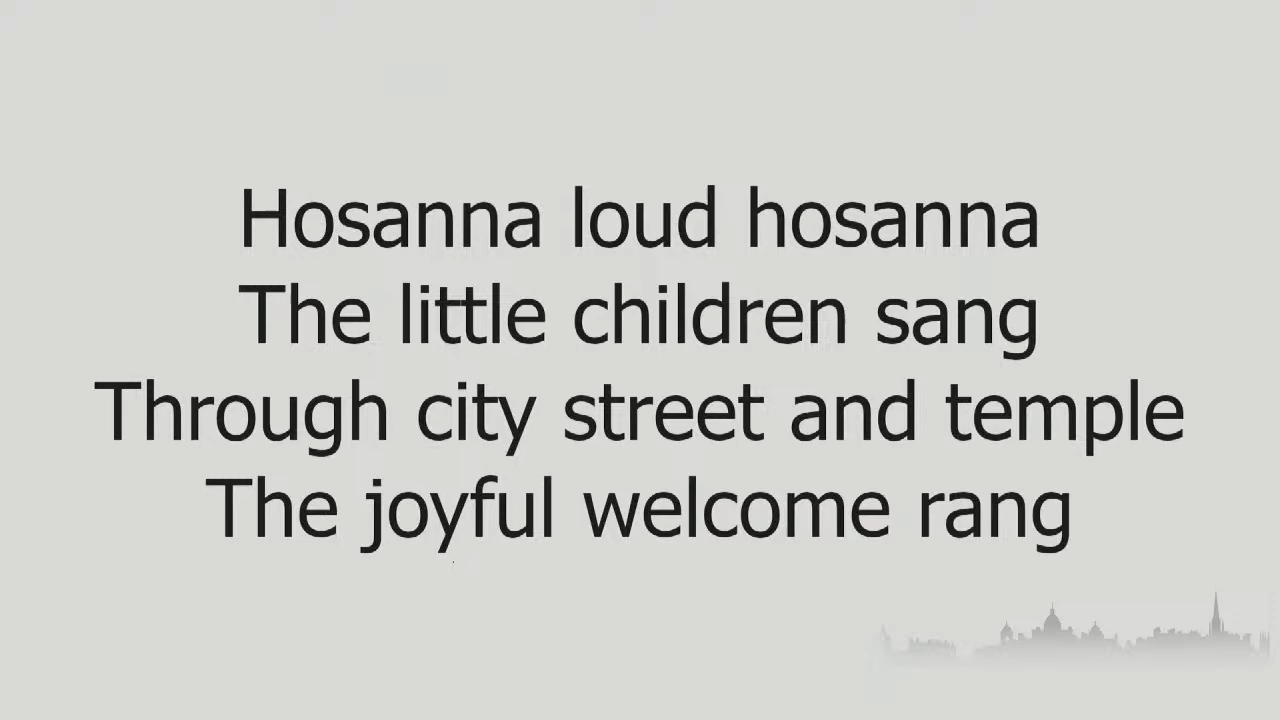 Hosanna loud hosanna
The little children sang
Through city street and temple
The joyful welcome rang